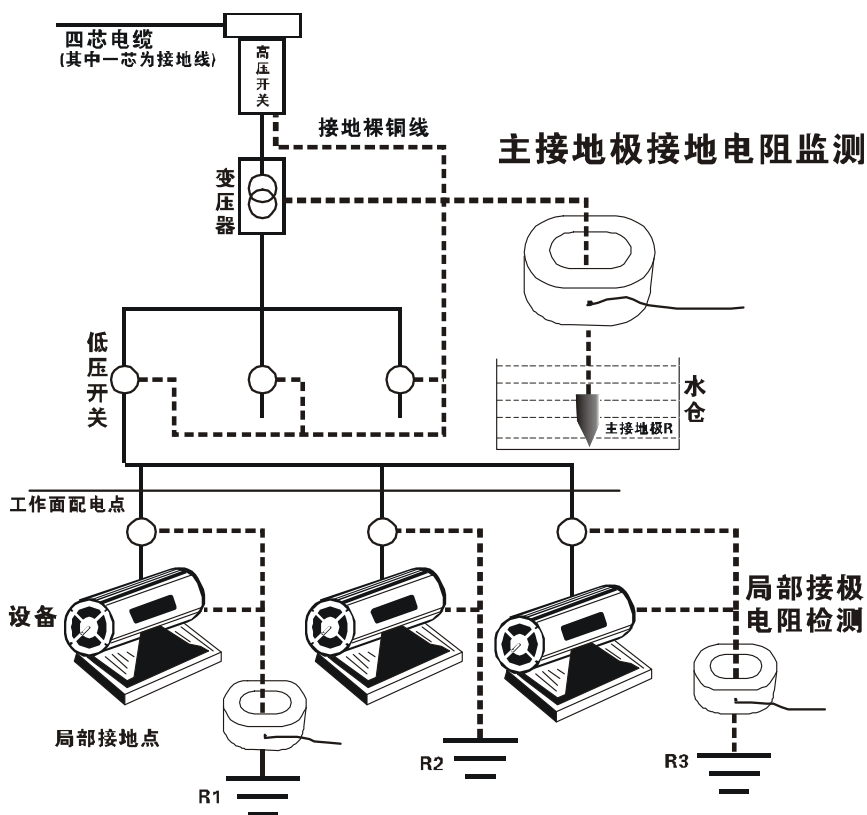 四芯电缆
(其中一芯为接地线)
高压开关
接地裸铜线
主接地极接地电阻监测
变压器
低压开关
水仓
主接地极R
工作面配电点
设备
局部接极
电阻检测
局部接地点
R1
R2
R3